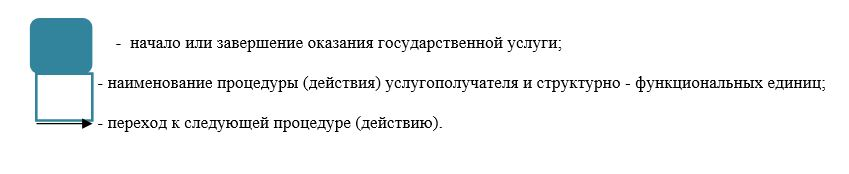 - начало или завершение оказания государственной услуги;
- наименование процедуры (действия) услугополучателя и структурно - функциональных единиц;
- переход к следующей процедуре (действию).